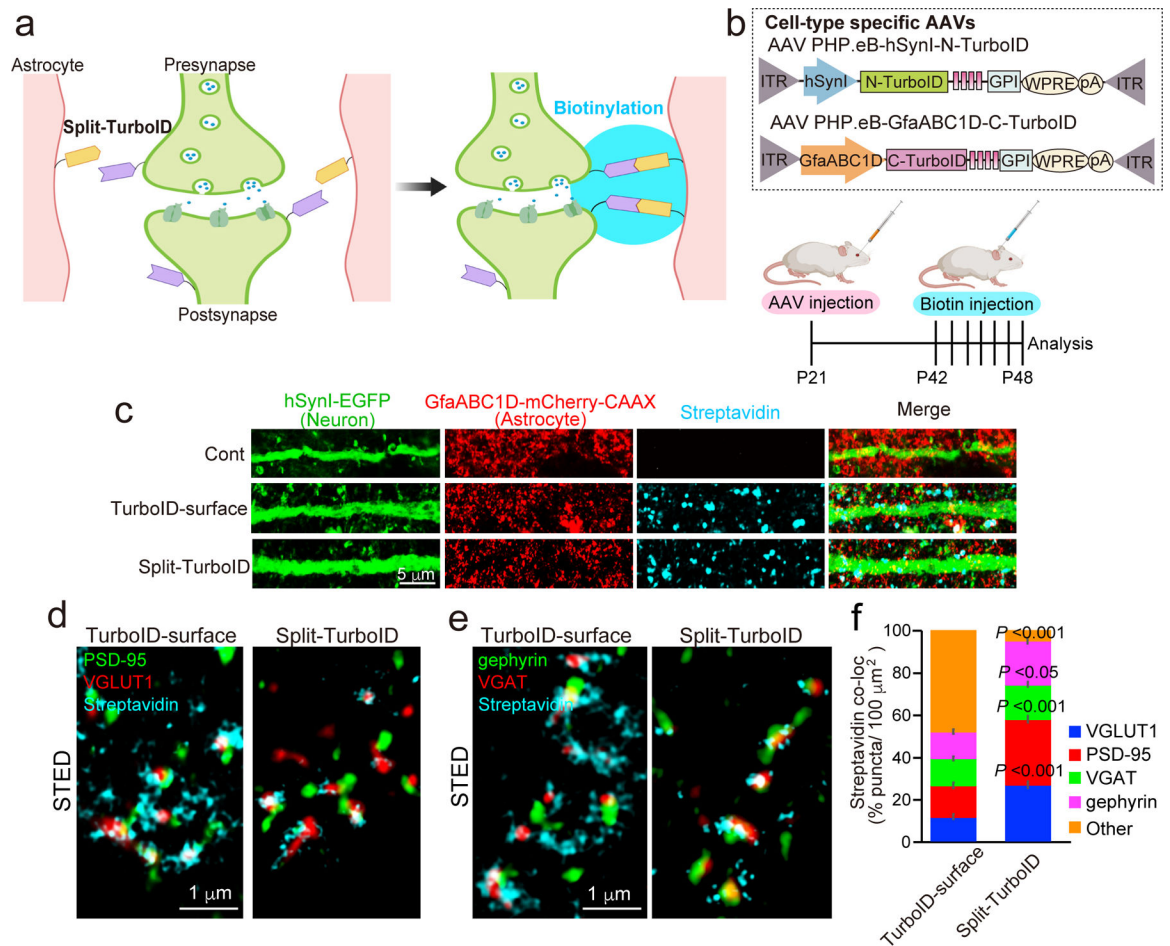 a
Astrocyte
Presynapse
Split-TurboID
Biotinylation
Postsynapse
b
Cell-type specific AAVs
AAV PHP.eB-hSynI-N-TurboID
ITR hSynI N-TurboID GPI WPRE pA ITR
AAV PHP.eB-GfaABC1D-C-TurboID
ITR GfaABC1D C-TurboID GPI WPRE pA ITR
AAV injection
Biotin injection
Analysis
P21 P42 P48
c
hSynI-EGFP
(Neuron)
GfaABC1D-mCherry-CAAX
(Astrocyte)
Streptavidin
Merge
Cont
TurboID-surface
Split-TurboID
5 μm
d
TurboID-surface
Split-TurboID
PSD-95
VGLUT1
Streptavidin
STED
1 μm
e
TurboID-surface
Split-TurboID
gephyrin
VGAT
Streptavidin
STED
1 μm
f
Streptavidin co-loc
(% puncta/ 100 μm²)
100
80
60
40
20
0
P <0.001
P <0.05
P <0.001
P <0.001
VGLUT1
PSD-95
VGAT
gephyrin
Other
TurboID-surface
Split-TurboID